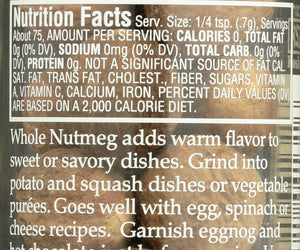 Nutrition Facts Serv. Size: 1/4 tsp. (.7g), Servings
About 75, AMOUNT PER SERVING: CALORIES 0, TOTAL FAT
0g (0% DV), SODIUM 0mg (0% DV), TOTAL CARB. 0g (0%
DV), PROTEIN 0g. NOT A SIGNIFICANT SOURCE OF FAT CAL.
SAT. FAT, TRANS FAT, CHOLEST., FIBER, SUGARS, VITAMIN
A, VITAMIN C, CALCIUM, IRON, PERCENT DAILY VALUES (DV)
ARE BASED ON A 2,000 CALORIE DIET.
Whole Nutmeg adds warm flavor to
sweet or savory dishes. Grind into
potato and squash dishes or vegetable
purées. Goes well with egg, spinach or
cheese recipes. Garnish eggnog and
hot chocolate